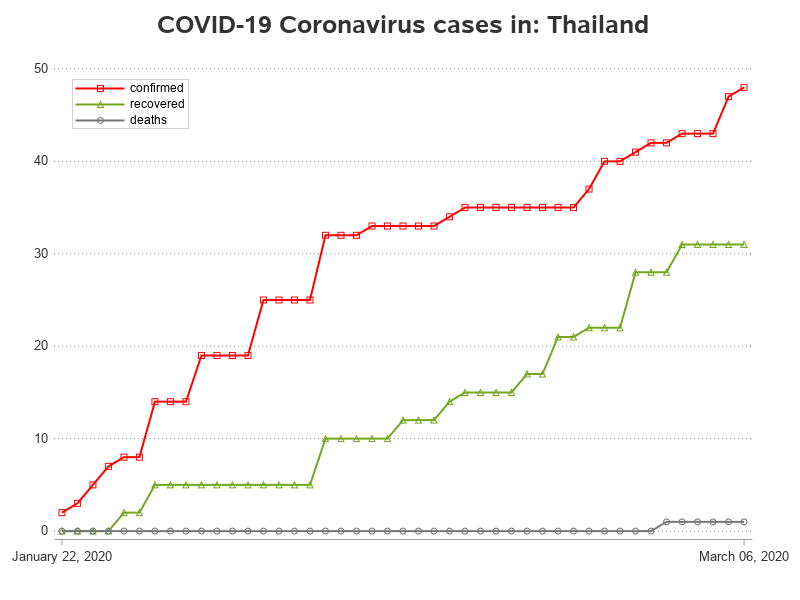 COVID-19 Coronavirus cases in: Thailand
50
confirmed
recovered
deaths
40
30
20
10
0
January 22, 2020
March 06, 2020